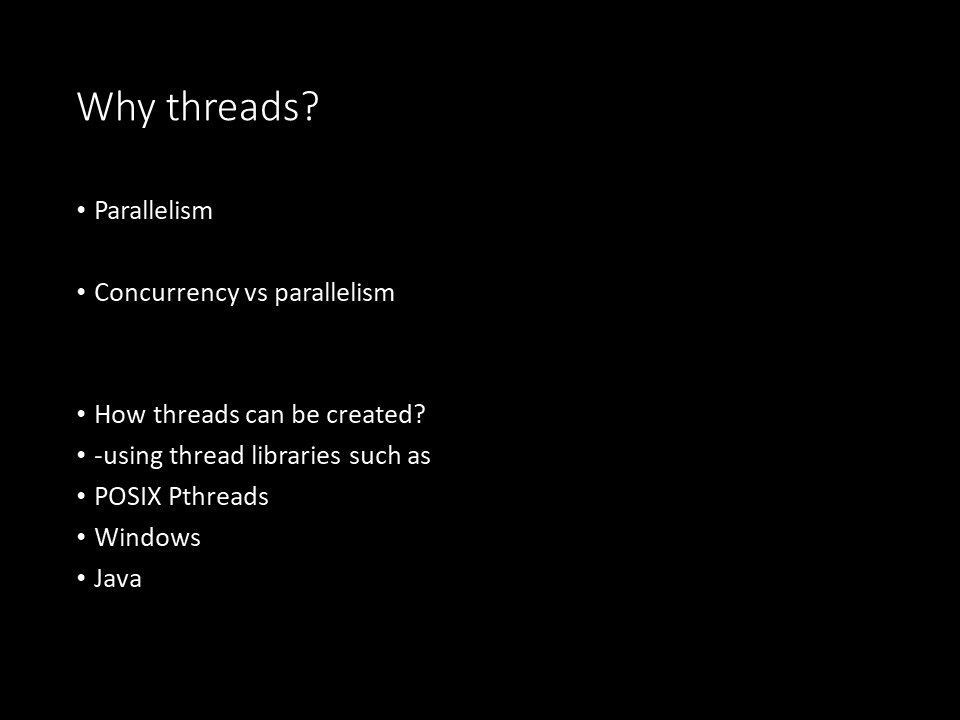 Why threads?
• Parallelism
• Concurrency vs parallelism
• How threads can be created?
• -using thread libraries such as
• POSIX Pthreads
• Windows
• Java